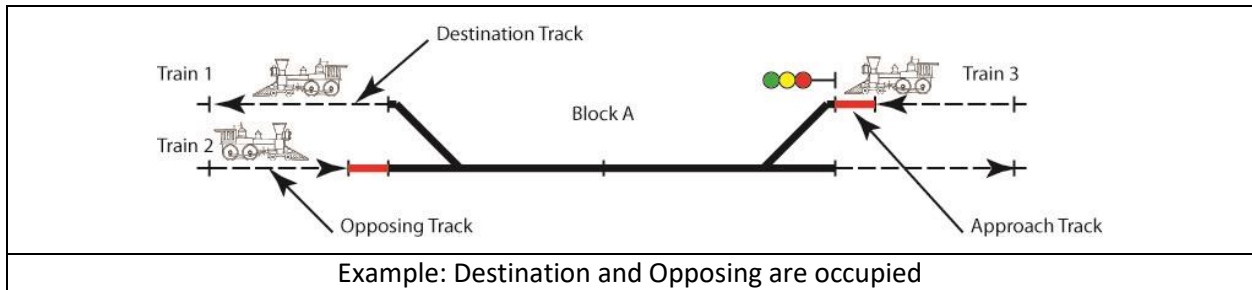 Destination Track
Train 1
Train 3
Block A
Train 2
Opposing Track
Approach Track
Example: Destination and Opposing are occupied